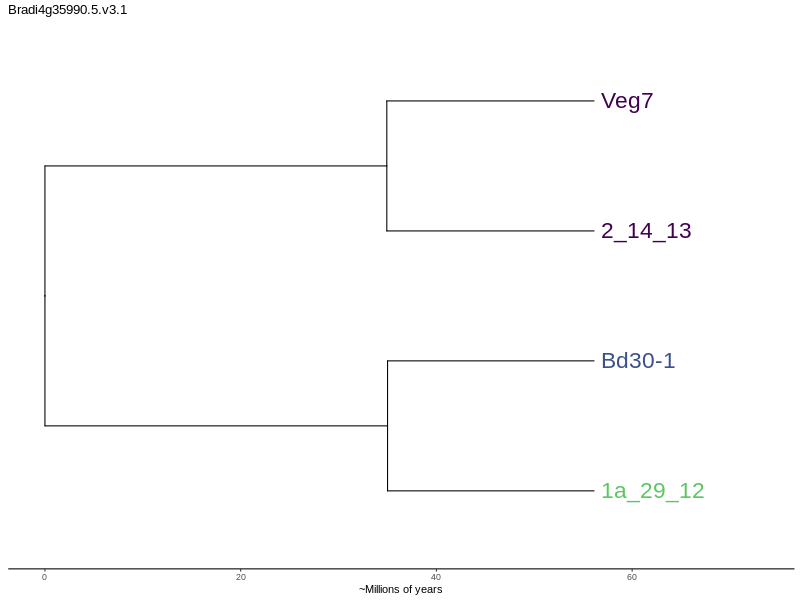 Bradi4g35990.5.v3.1
Veg7
2_14_13
Bd30-1
1a_29_12
0 20 40 60
~Millions of years